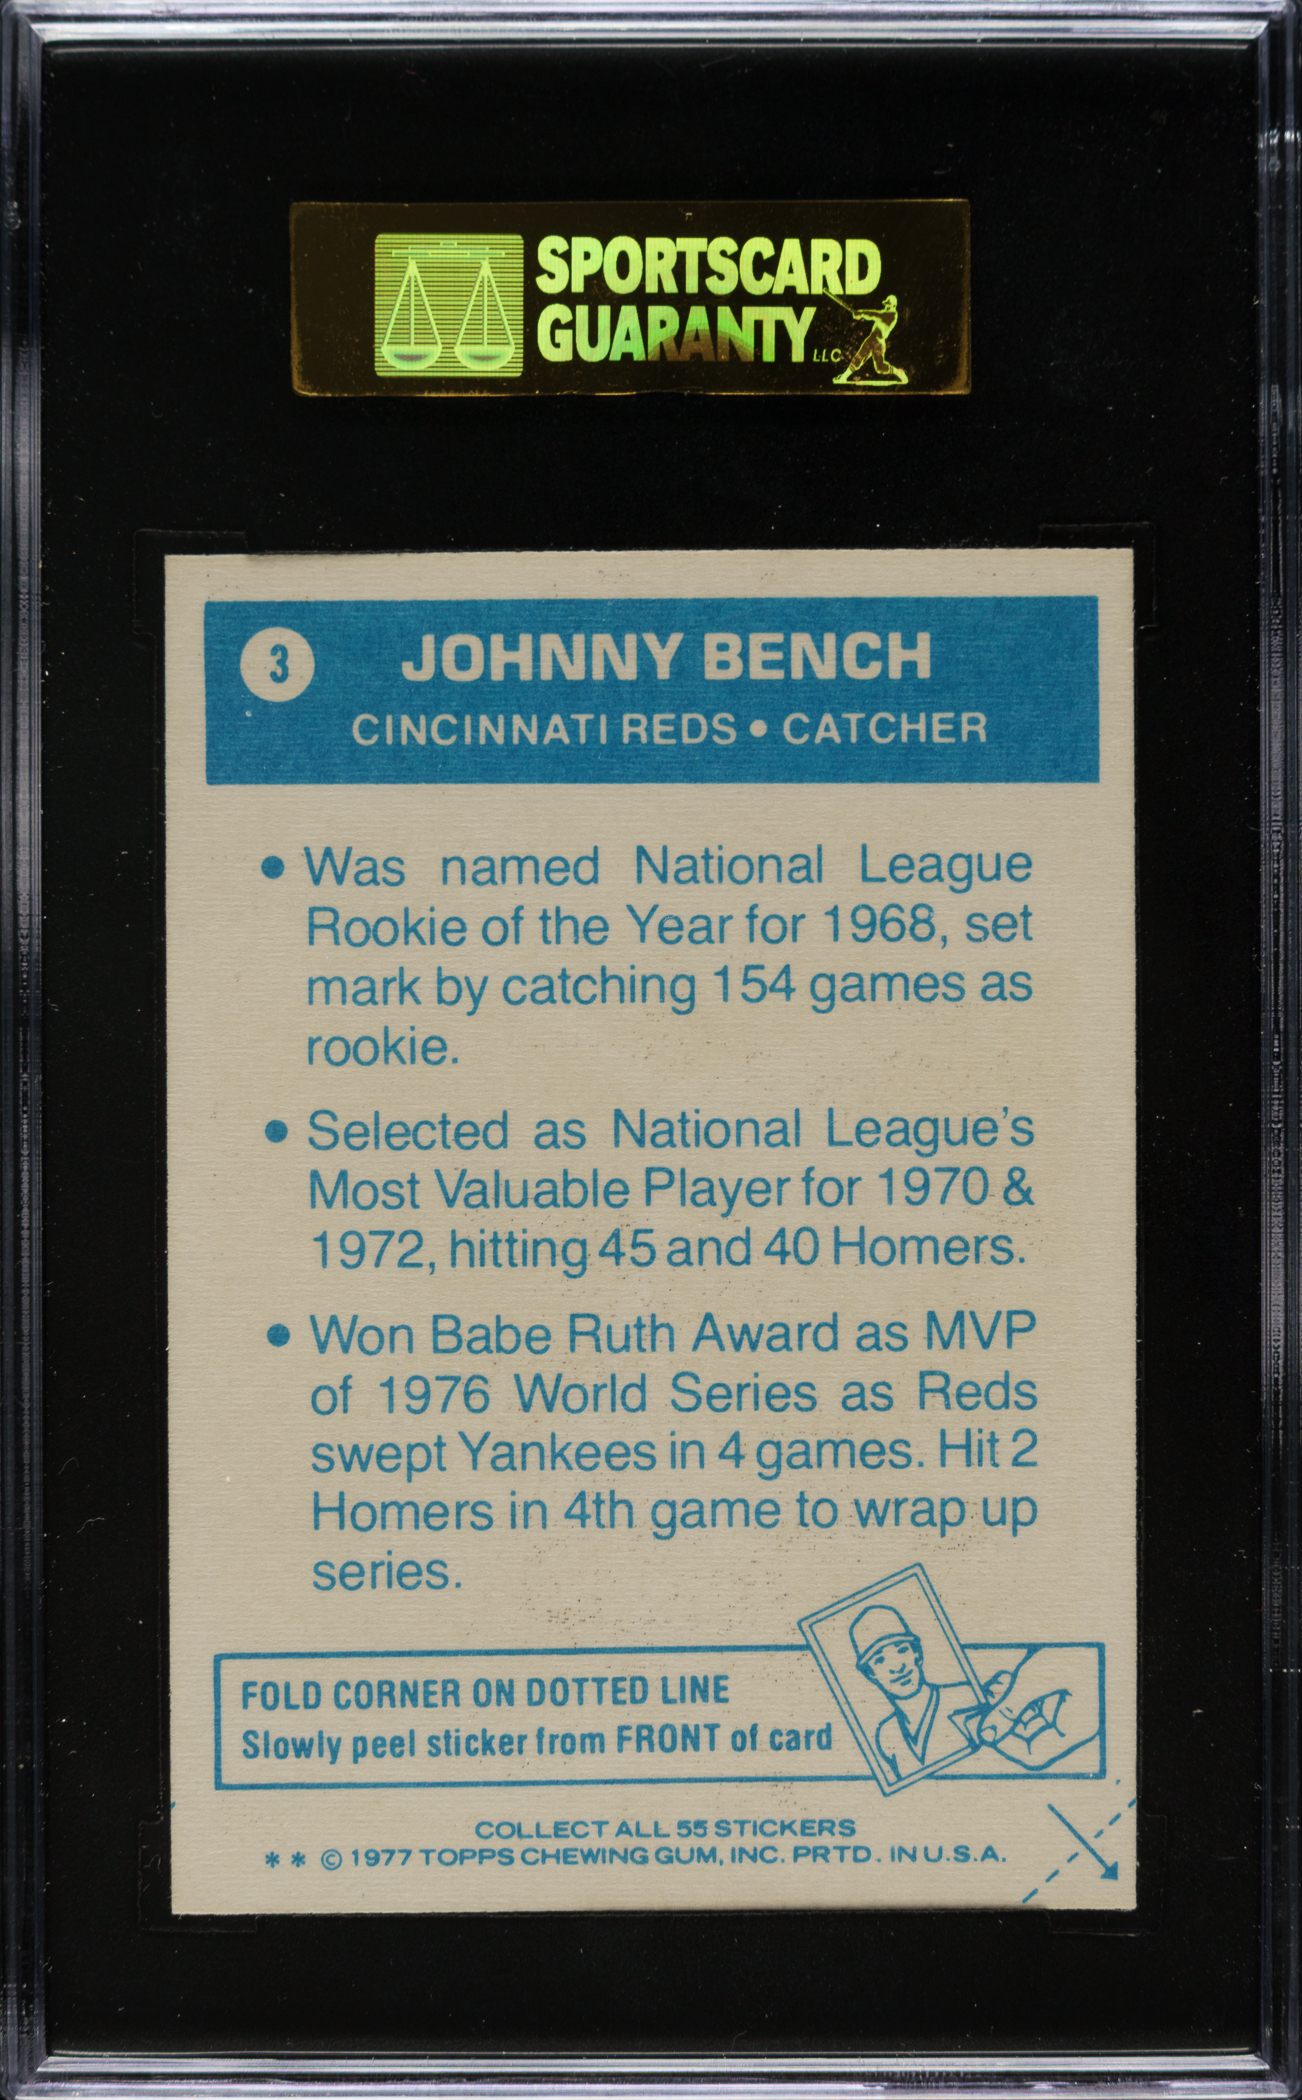 SPORTSCARD
GUARANTY LLC
3
JOHNNY BENCH
CINCINNATI REDS • CATCHER
• Was named National League
Rookie of the Year for 1968, set
mark by catching 154 games as
rookie.
• Selected as National League's
Most Valuable Player for 1970 &
1972, hitting 45 and 40 Homers.
• Won Babe Ruth Award as MVP
of 1976 World Series as Reds
swept Yankees in 4 games. Hit 2
Homers in 4th game to wrap up
series.
FOLD CORNER ON DOTTED LINE
Slowly peel sticker from FRONT of card
COLLECT ALL 55 STICKERS
** © 1977 TOPPS CHEWING GUM, INC. PRTD. IN U.S.A.